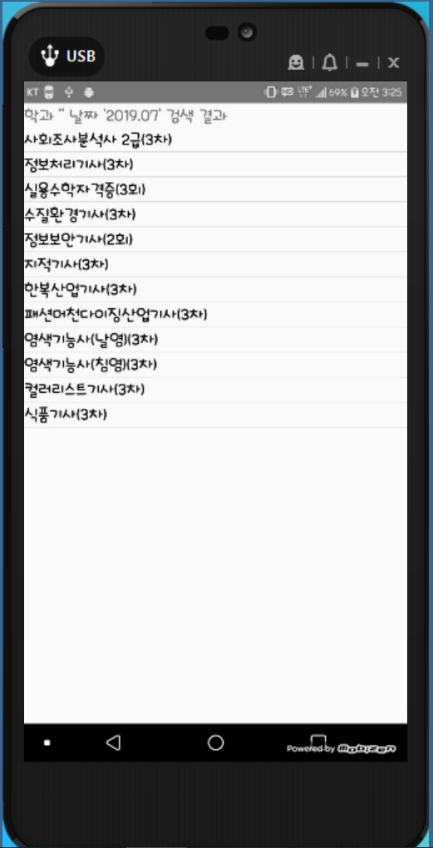 USB
KT LTE 69% 오전 3:25
학과 '' 날짜 '2019.07' 검색 결과
사회조사분석사 2급(3차)
정보처리기사(3차)
실용수학자격증(3회)
수질환경기사(3차)
정보보안기사(2회)
지적기사(3차)
한복산업기사(3차)
패션머천다이징산업기사(3차)
염색기능사(날염)(3차)
염색기능사(침염)(3차)
컬러리스트기사(3차)
식품기사(3차)
Powered by Mobizen